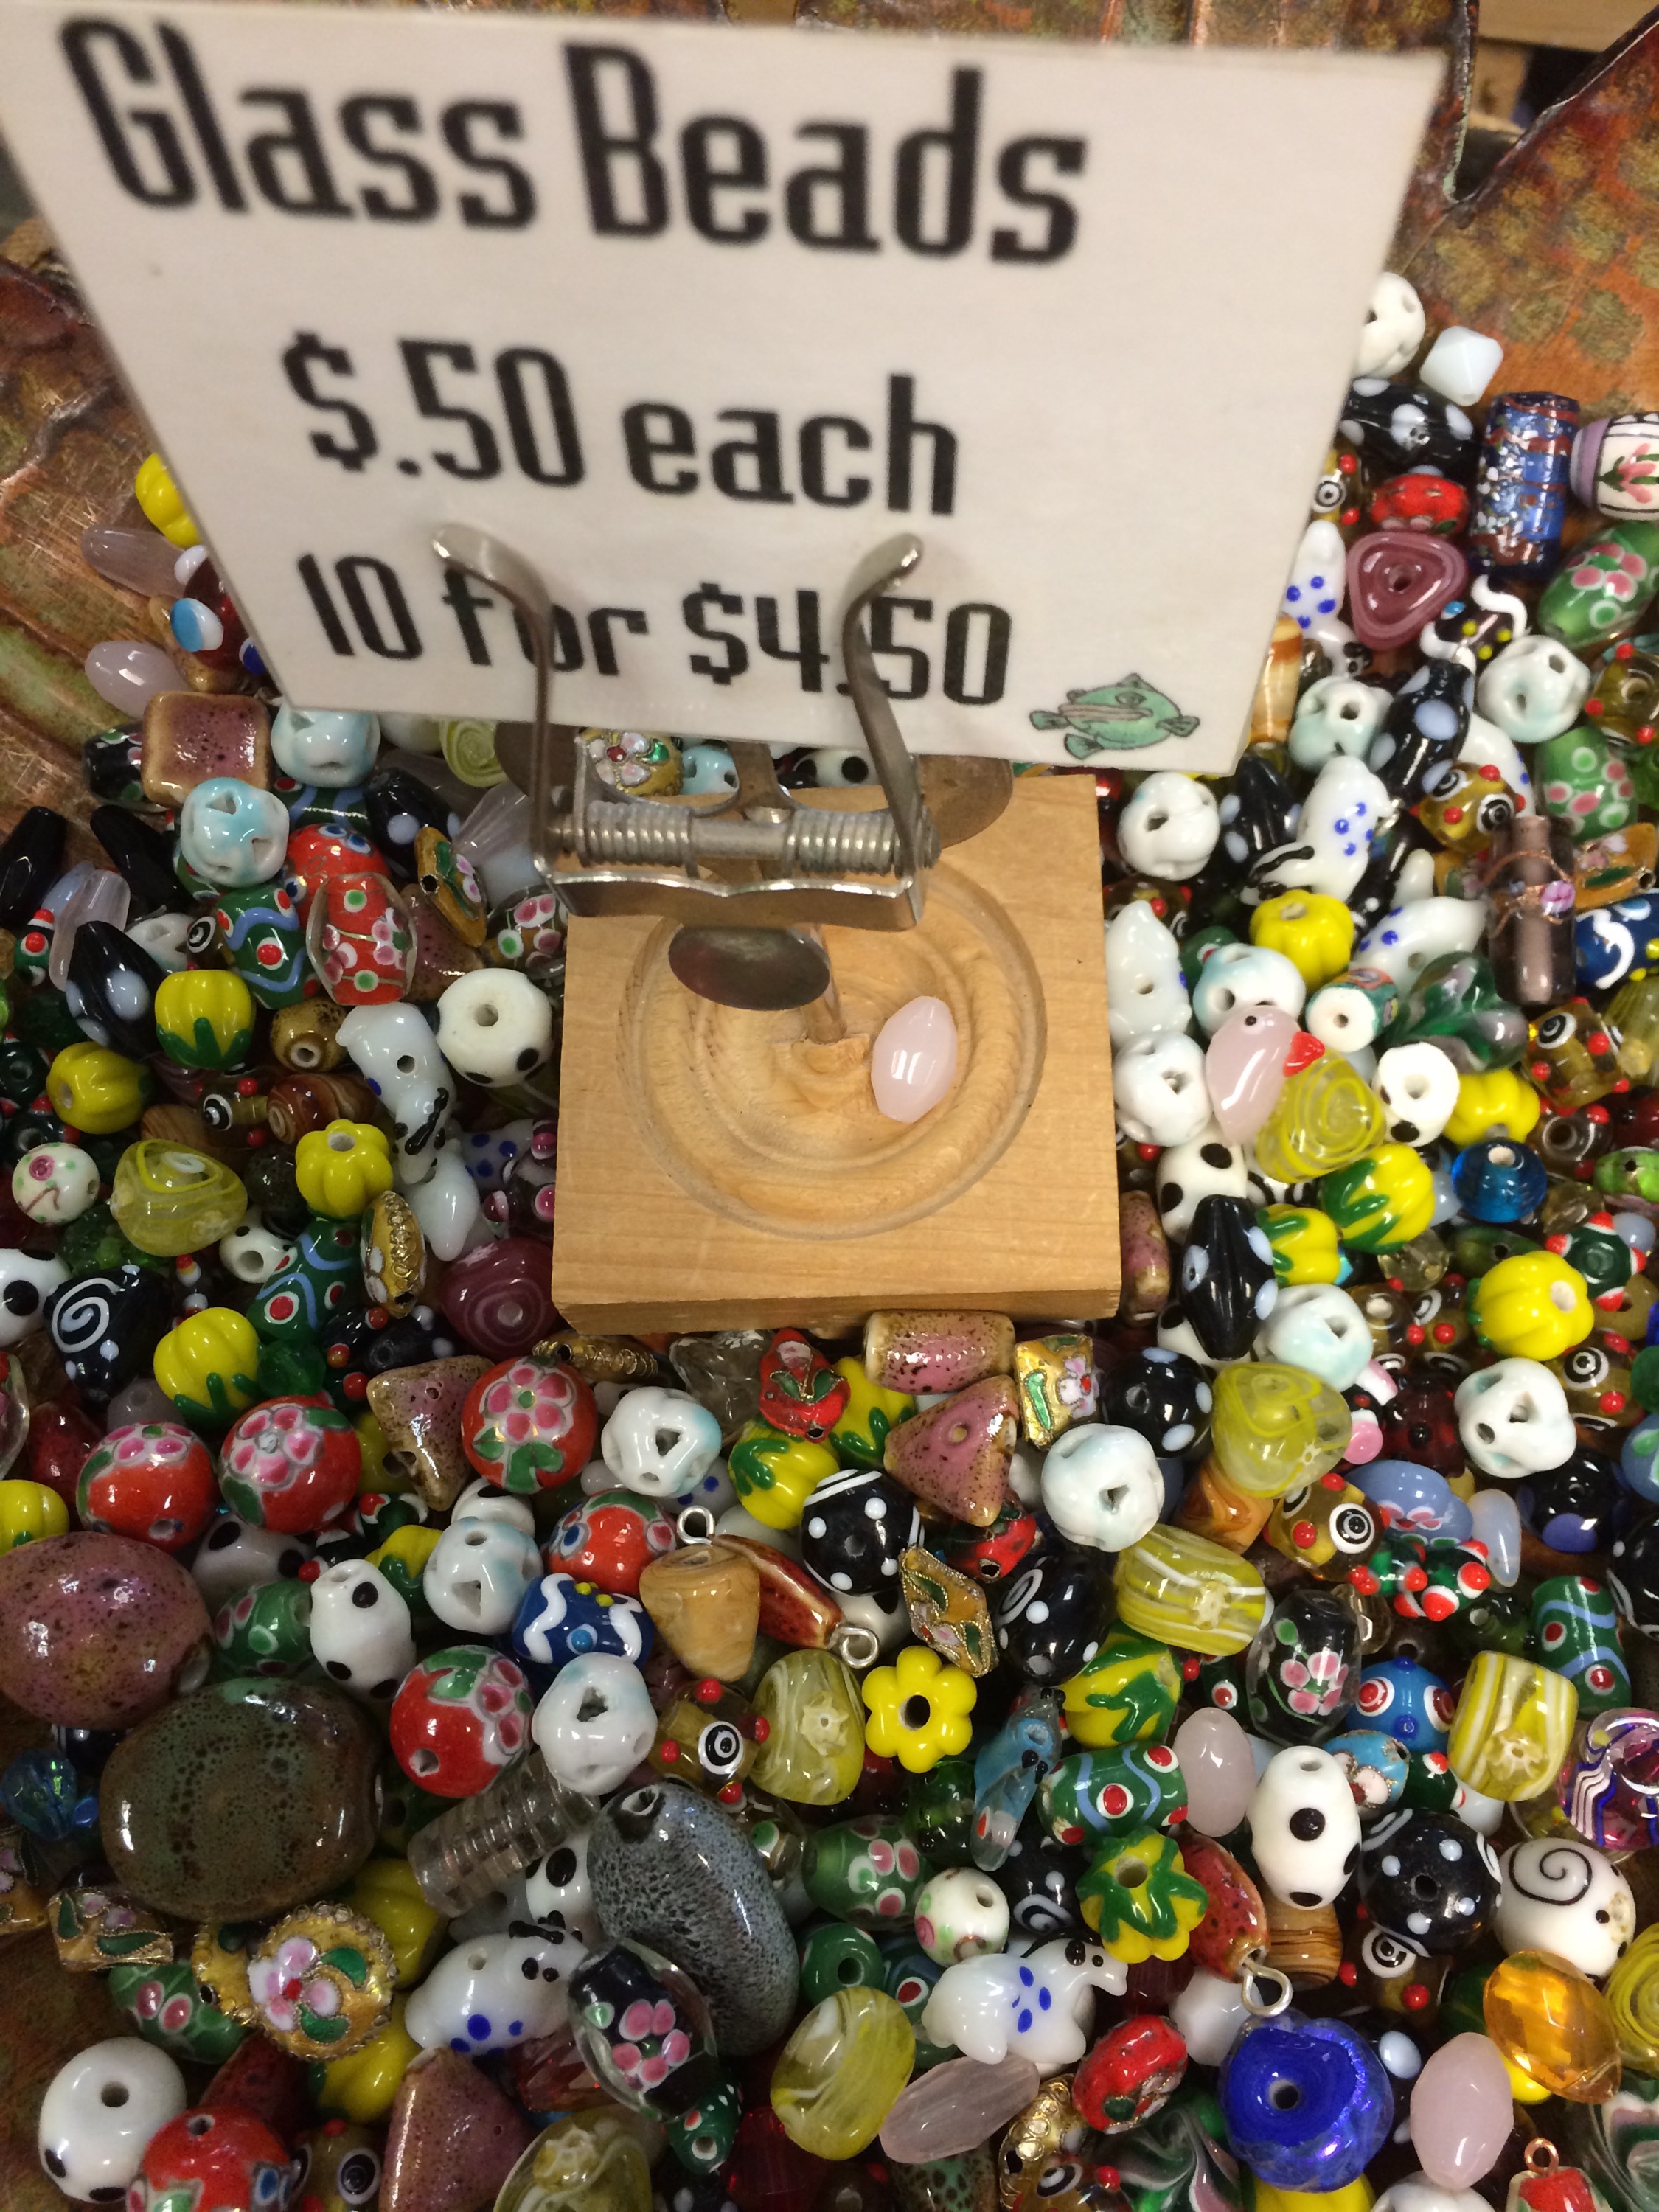 Glass Beads
$.50 each
10 for $4.50